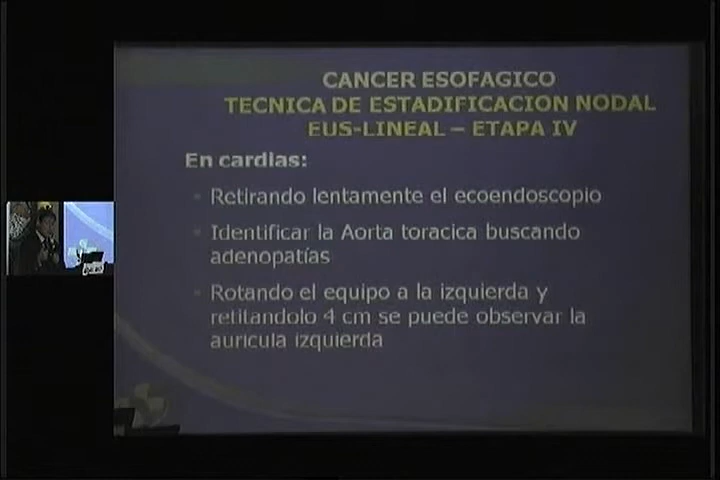 CANCER ESOFAGICO
TECNICA DE ESTADIFICACION NODAL
EUS-LINEAL – ETAPA IV
En cardias:
Retirando lentamente el ecoendoscopio
Identificar la Aorta toracica buscando
adenopatías
Rotando el equipo a la izquierda y
retitandolo 4 cm se puede observar la
auricula izquierda